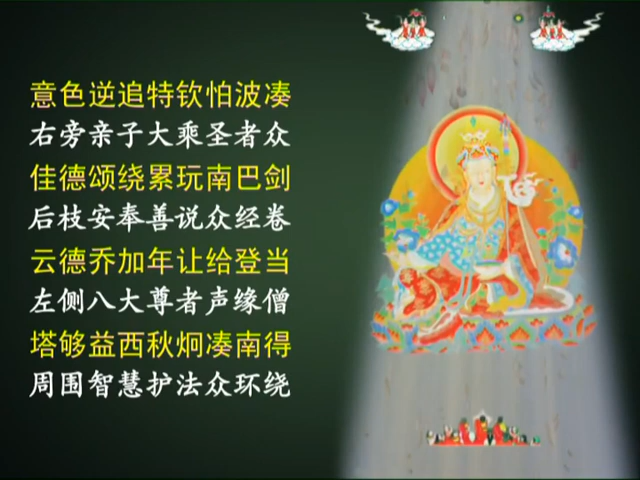 意色逆追特钦怕波凑
右旁亲子大乘圣者众
佳德颂绕累玩南巴剑
后枝安奉善说众经卷
云德乔加年让给登当
左侧八大尊者声缘僧
塔够益西秋炯凑南得
周围智慧护法众环绕